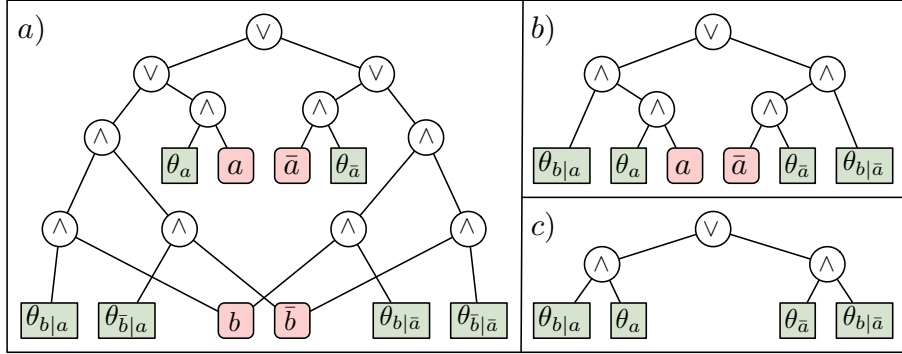 a)
∨
∨ ∨
∧ ∧
∧ ∧
θ_a a ā θ_ā
∧ ∧ ∧ ∧
θ_{b|a} θ_{b̄|a} b b̄ θ_{b|ā} θ_{b̄|ā}
b)
∨
∧ ∧
∧ ∧
θ_{b|a} θ_a a ā θ_ā θ_{b|ā}
c)
∨
∧ ∧
θ_{b|a} θ_a θ_ā θ_{b|ā}